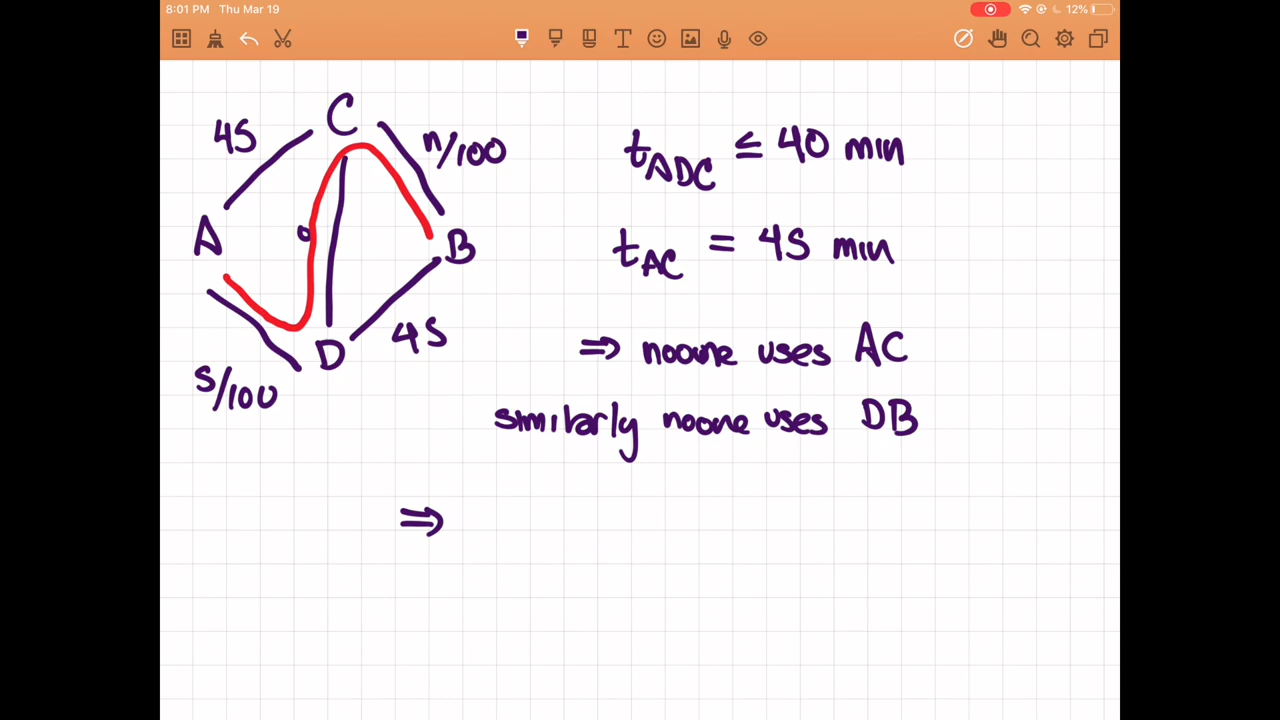 8:01 PM Thu Mar 19
12%
C
45
n/100
t_ADC ≤ 40 min
A
0
B
t_AC = 45 min
D
45
⇒ noone uses AC
s/100
similarly noone uses DB
⇒